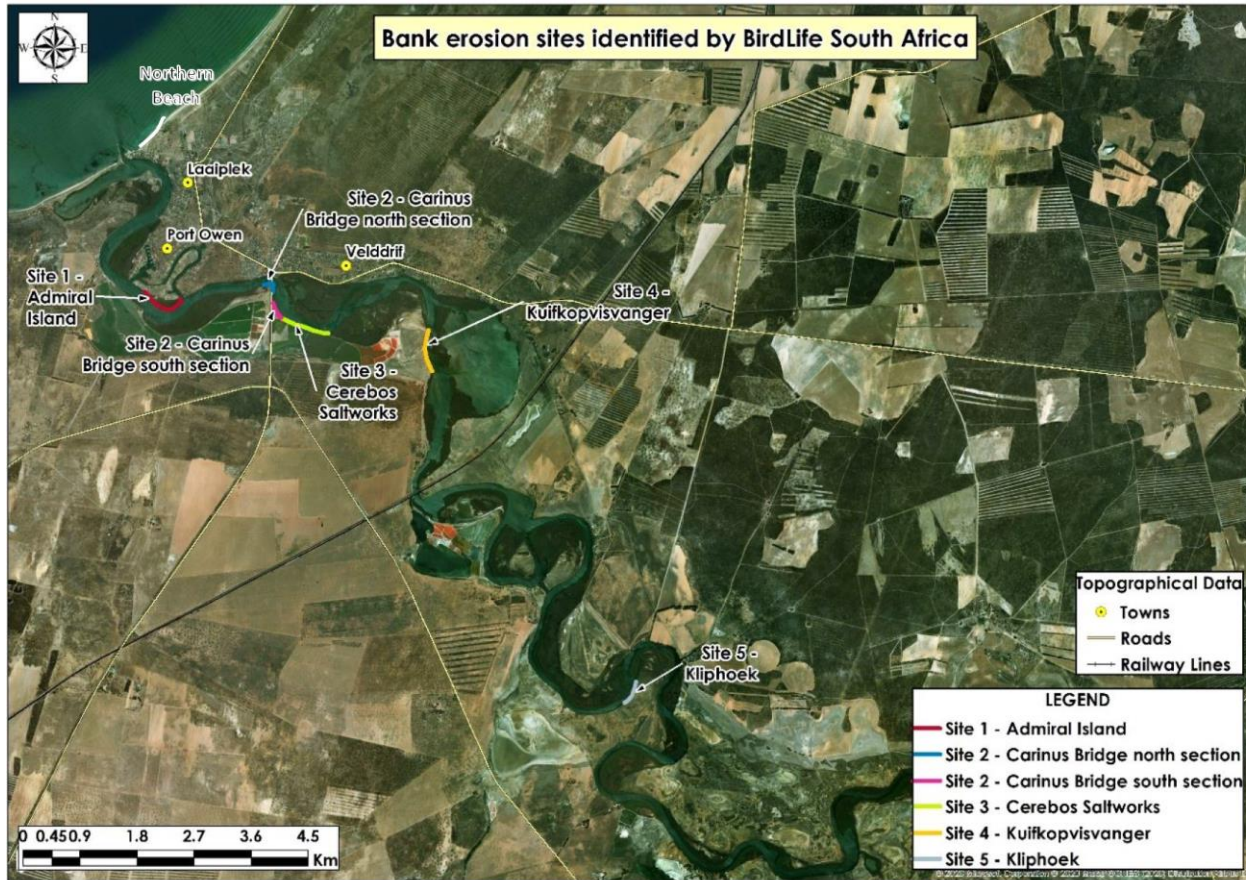 Bank erosion sites identified by BirdLife South Africa
N
W
E
S
Northern
Beach
Laaiplek
Site 2 - Carinus
Bridge north section
Port Owen
Velddrif
Site 1 -
Admiral
Island
Site 4 -
Kuifkopvisvanger
Site 2 - Carinus
Bridge south section
Site 3 -
Cerebos
Saltworks
Site 5 -
Kliphoek
Topographical Data
Towns
Roads
Railway Lines
LEGEND
Site 1 - Admiral Island
Site 2 - Carinus Bridge north section
Site 2 - Carinus Bridge south section
Site 3 - Cerebos Saltworks
Site 4 - Kuifkopvisvanger
Site 5 - Kliphoek
0 0.45 0.9 1.8 2.7 3.6 4.5
Km